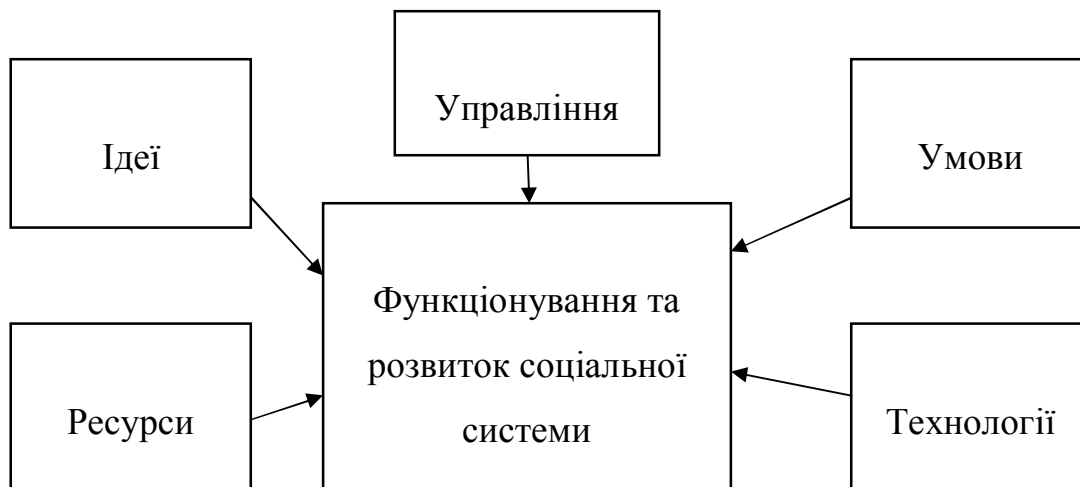 Управління
Ідеї
Умови
Функціонування та
розвиток соціальної
системи
Ресурси
Технології